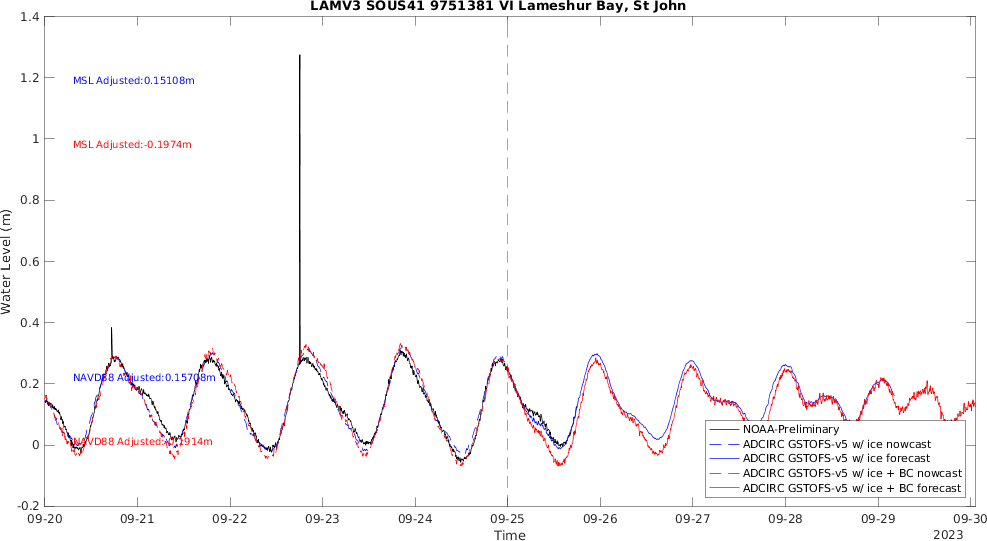 LAMV3 SOUS41 9751381 VI Lameshur Bay, St John
1.4
1.2
1
0.8
0.6
0.4
0.2
0
-0.2
Water Level (m)
MSL Adjusted:0.15108m
MSL Adjusted:-0.1974m
NAVD88 Adjusted:0.15708m
NAVD88 Adjusted:-0.1914m
NOAA-Preliminary
ADCIRC GSTOFS-v5 w/ ice nowcast
ADCIRC GSTOFS-v5 w/ ice forecast
ADCIRC GSTOFS-v5 w/ ice + BC nowcast
ADCIRC GSTOFS-v5 w/ ice + BC forecast
09-20 09-21 09-22 09-23 09-24 09-25 09-26 09-27 09-28 09-29 09-30
Time
2023